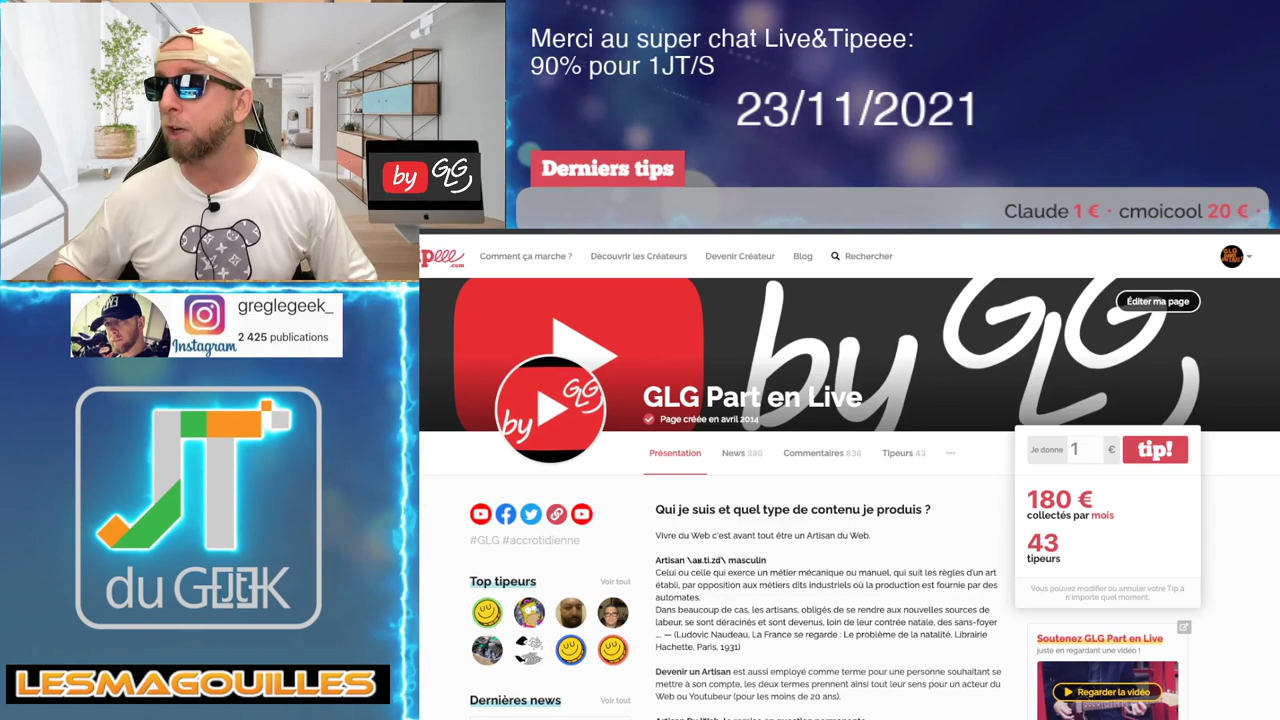 Merci au super chat Live&Tipeee:
90% pour 1JT/S
23/11/2021
Derniers tips
Claude 1 € · cmoicool 20 € ·
by GLG
greglegeek_
2 425 publications
Instagram
JT
du GEEK
LESMAGOUILLES
ipeee
.com
Comment ça marche ? Découvrir les Créateurs Devenir Créateur Blog Rechercher
Éditer ma page
by GLG
by GLG
GLG Part en Live
Page créée en avril 2014
Présentation News 380 Commentaires 836 Tipeurs 43 ···
Je donne 1 € tip!
180 €
collectés par mois
43
tipeurs
Vous pouvez modifier ou annuler votre Tip à
n'importe quel moment.
#GLG #accrotidienne
Top tipeurs Voir tout
Dernières news Voir tout
Qui je suis et quel type de contenu je produis ?
Vivre du Web c'est avant tout être un Artisan du Web.
Artisan \aʁ.ti.zɑ̃\ masculin
Celui ou celle qui exerce un métier mécanique ou manuel, qui suit les règles d'un art
établi, par opposition aux métiers dits industriels où la production est fournie par des
automates.
Dans beaucoup de cas, les artisans, obligés de se rendre aux nouvelles sources de
labeur, se sont déracinés et sont devenus, loin de leur contrée natale, des sans-foyer
… — (Ludovic Naudeau, La France se regarde : Le problème de la natalité, Librairie
Hachette, Paris, 1931)
Devenir un Artisan est aussi employé comme terme pour une personne souhaitant se
mettre à son compte, les deux termes prennent ainsi tout leur sens pour un acteur du
Web ou Youtubeur (pour les moins de 20 ans).
Soutenez GLG Part en Live
juste en regardant une vidéo !
Regarder la vidéo